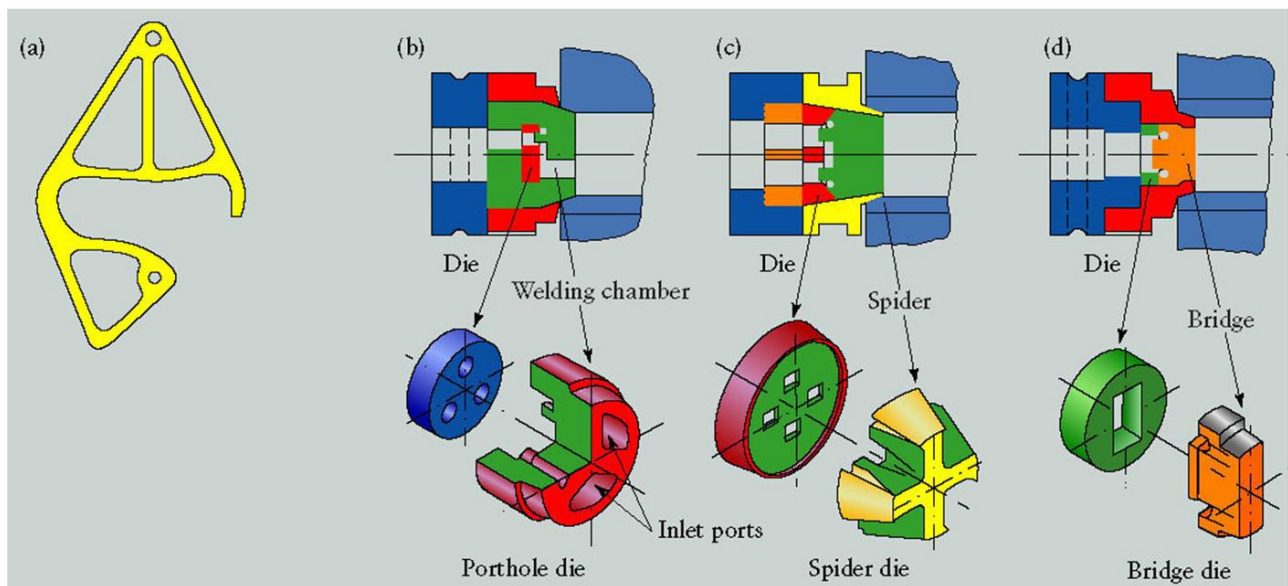 (a)
(b)
(c)
(d)
Die
Die
Die
Welding chamber
Spider
Bridge
Inlet ports
Porthole die
Spider die
Bridge die